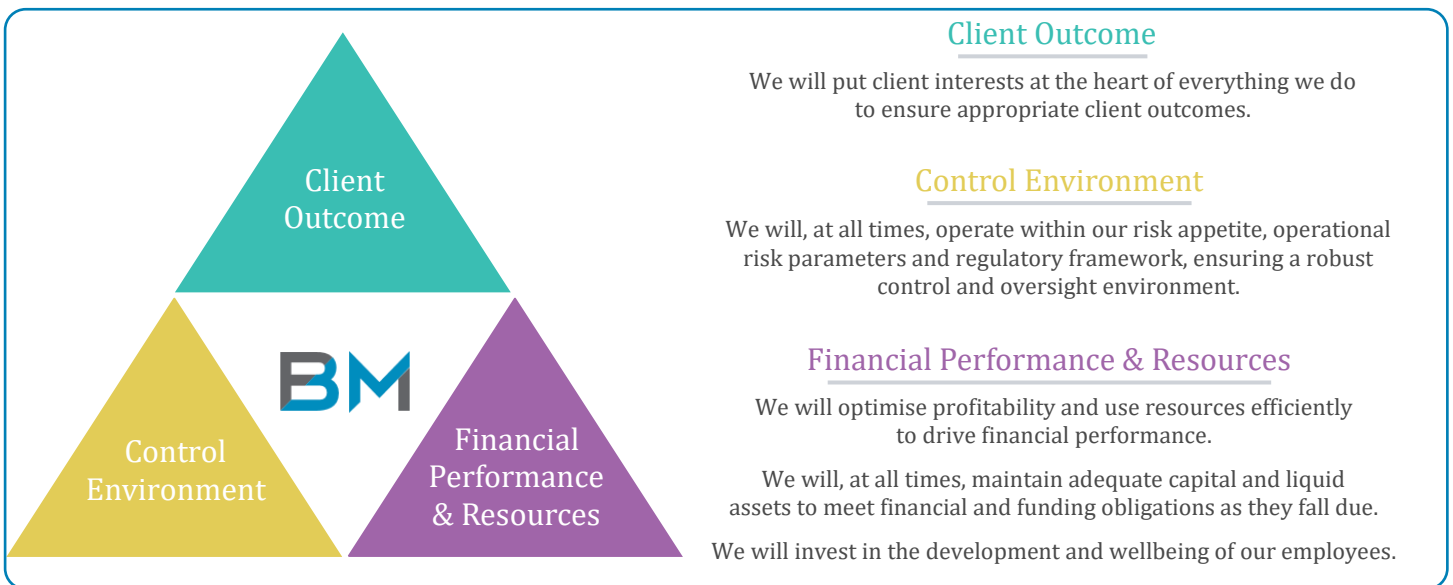 Client
Outcome
Control
Environment
BM
Financial
Performance
& Resources
Client Outcome
We will put client interests at the heart of everything we do
to ensure appropriate client outcomes.
Control Environment
We will, at all times, operate within our risk appetite, operational
risk parameters and regulatory framework, ensuring a robust
control and oversight environment.
Financial Performance & Resources
We will optimise profitability and use resources efficiently
to drive financial performance.
We will, at all times, maintain adequate capital and liquid
assets to meet financial and funding obligations as they fall due.
We will invest in the development and wellbeing of our employees.